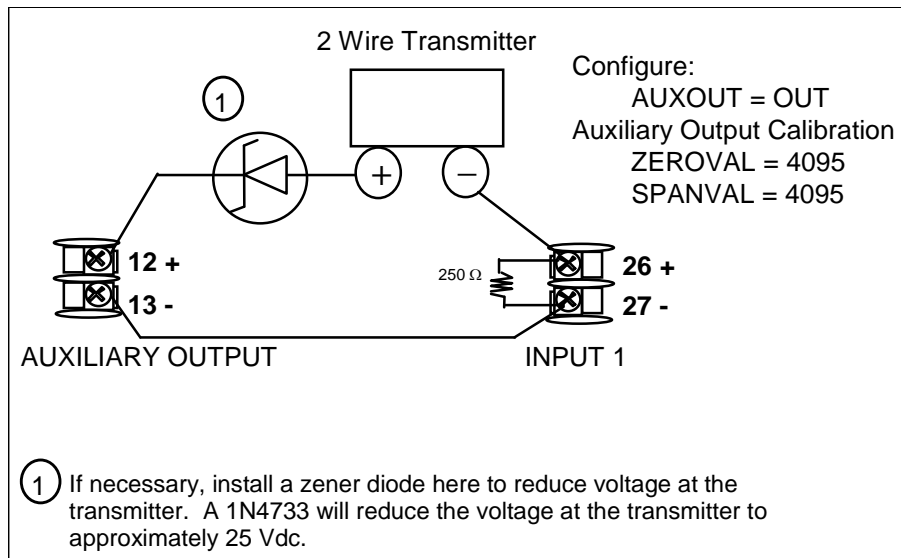 2 Wire Transmitter
Configure:
AUXOUT = OUT
Auxiliary Output Calibration
ZEROVAL = 4095
SPANVAL = 4095
1
+
−
12 +
13 -
250 Ω
26 +
27 -
AUXILIARY OUTPUT
INPUT 1
1 If necessary, install a zener diode here to reduce voltage at the
transmitter. A 1N4733 will reduce the voltage at the transmitter to
approximately 25 Vdc.